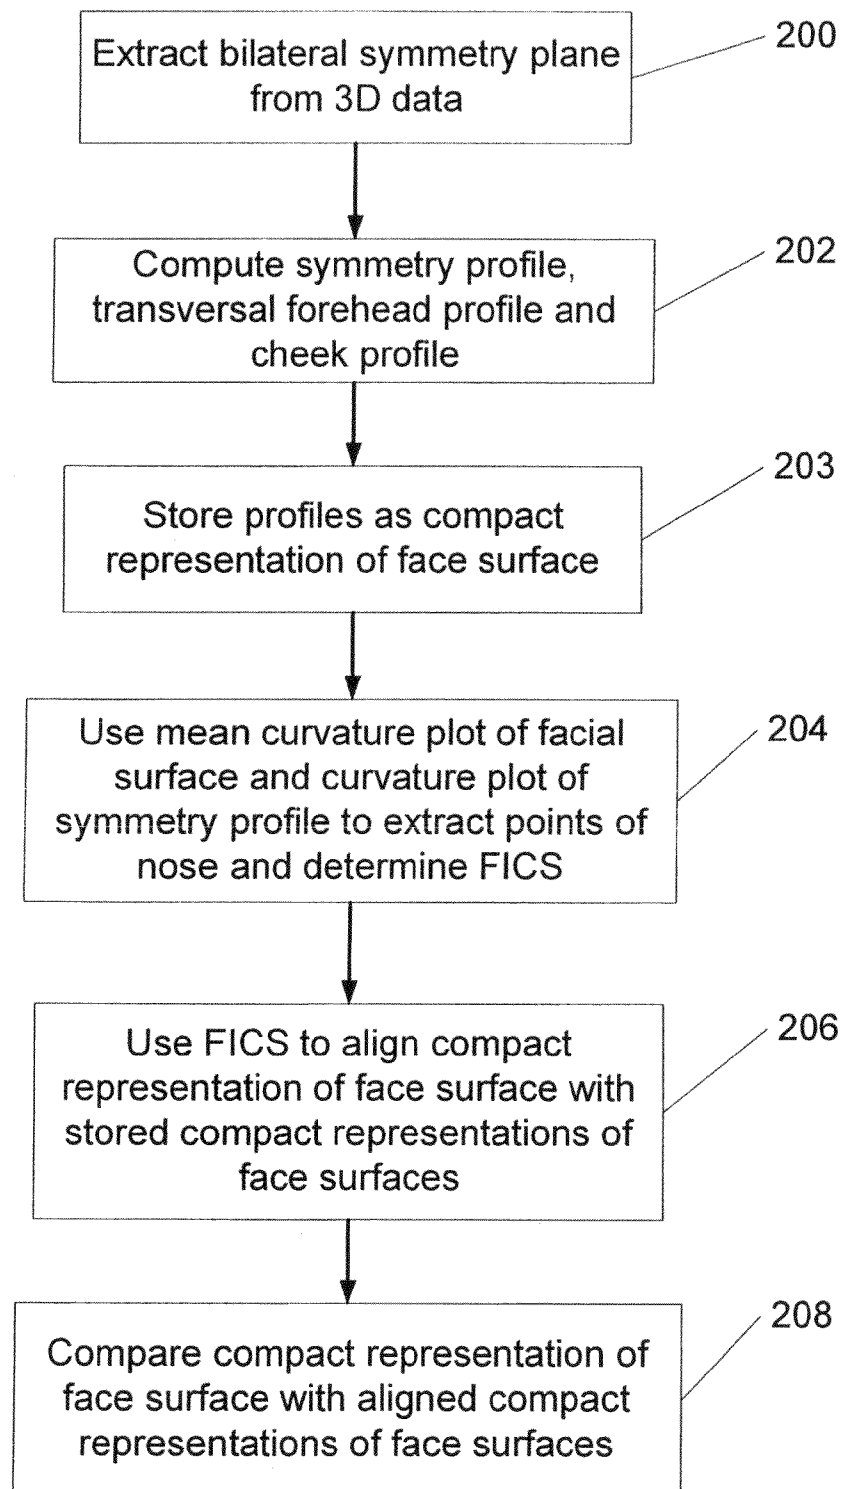 Extract bilateral symmetry plane
from 3D data
200
Compute symmetry profile,
transversal forehead profile and
cheek profile
202
Store profiles as compact
representation of face surface
203
Use mean curvature plot of facial
surface and curvature plot of
symmetry profile to extract points of
nose and determine FICS
204
Use FICS to align compact
representation of face surface with
stored compact representations of
face surfaces
206
Compare compact representation of
face surface with aligned compact
representations of face surfaces
208